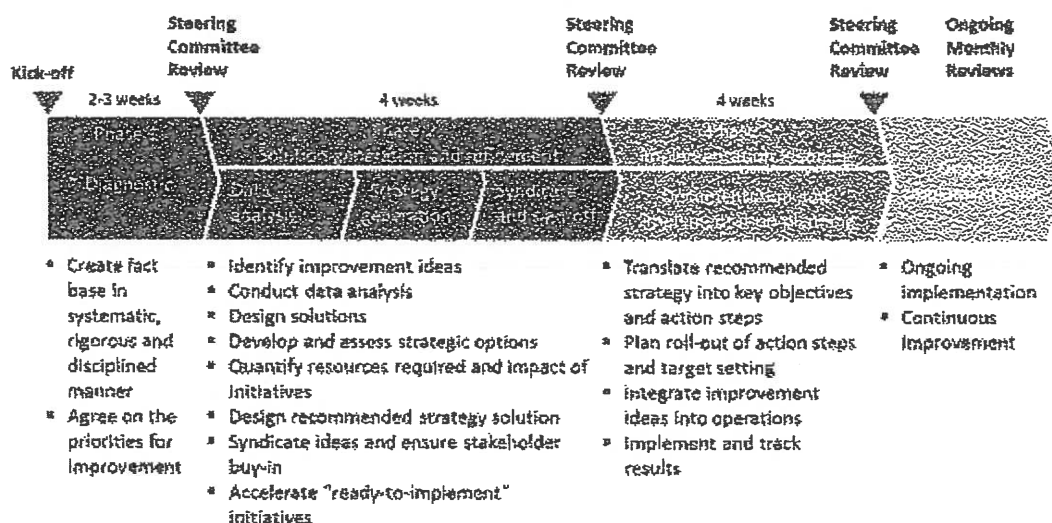 Kick-off
Steering
Committee
Review
Steering
Committee
Review
Steering
Committee
Review
Ongoing
Monthly
Reviews
2-3 weeks
4 weeks
4 weeks
Phase
Diagnostic
Data
analysis
Strategy
and sign off
▪ Create fact
base in
systematic,
rigorous and
disciplined
manner
▪ Agree on the
priorities for
improvement
▪ Identify improvement ideas
▪ Conduct data analysis
▪ Design solutions
▪ Develop and assess strategic options
▪ Quantify resources required and impact of
initiatives
▪ Design recommended strategy solution
▪ Syndicate ideas and ensure stakeholder
buy-in
▪ Accelerate "ready-to-implement"
initiatives
▪ Translate recommended
strategy into key objectives
and action steps
▪ Plan roll-out of action steps
and target setting
▪ Integrate improvement
ideas into operations
▪ Implement and track
results
▪ Ongoing
implementation
▪ Continuous
Improvement